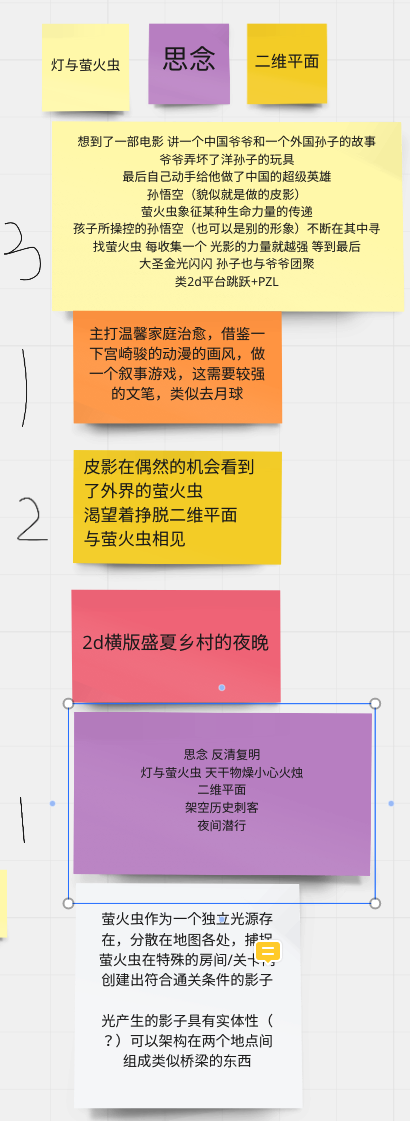 灯与萤火虫
思念
二维平面
想到了一部电影 讲一个中国爷爷和一个外国孙子的故事
爷爷弄坏了洋孙子的玩具
最后自己动手给他做了中国的超级英雄
孙悟空（貌似就是做的皮影）
萤火虫象征某种生命力量的传递
孩子所操控的孙悟空（也可以是别的形象）不断在其中寻
找萤火虫 每收集一个 光影的力量就越强 等到最后
大圣金光闪闪 孙子也与爷爷团聚
类2d平台跳跃+PZL
3
主打温馨家庭治愈，借鉴一
下宫崎骏的动漫的画风，做
一个叙事游戏，这需要较强
的文笔，类似去月球
1
皮影在偶然的机会看到
了外界的萤火虫
渴望着挣脱二维平面
与萤火虫相见
2
2d横版盛夏乡村的夜晚
思念 反清复明
灯与萤火虫 天干物燥小心火烛
二维平面
架空历史刺客
夜间潜行
1
萤火虫作为一个独立光源存
在，分散在地图各处，捕捉
萤火虫在特殊的房间/关卡内
创建出符合通关条件的影子
光产生的影子具有实体性（
？）可以架构在两个地点间
组成类似桥梁的东西